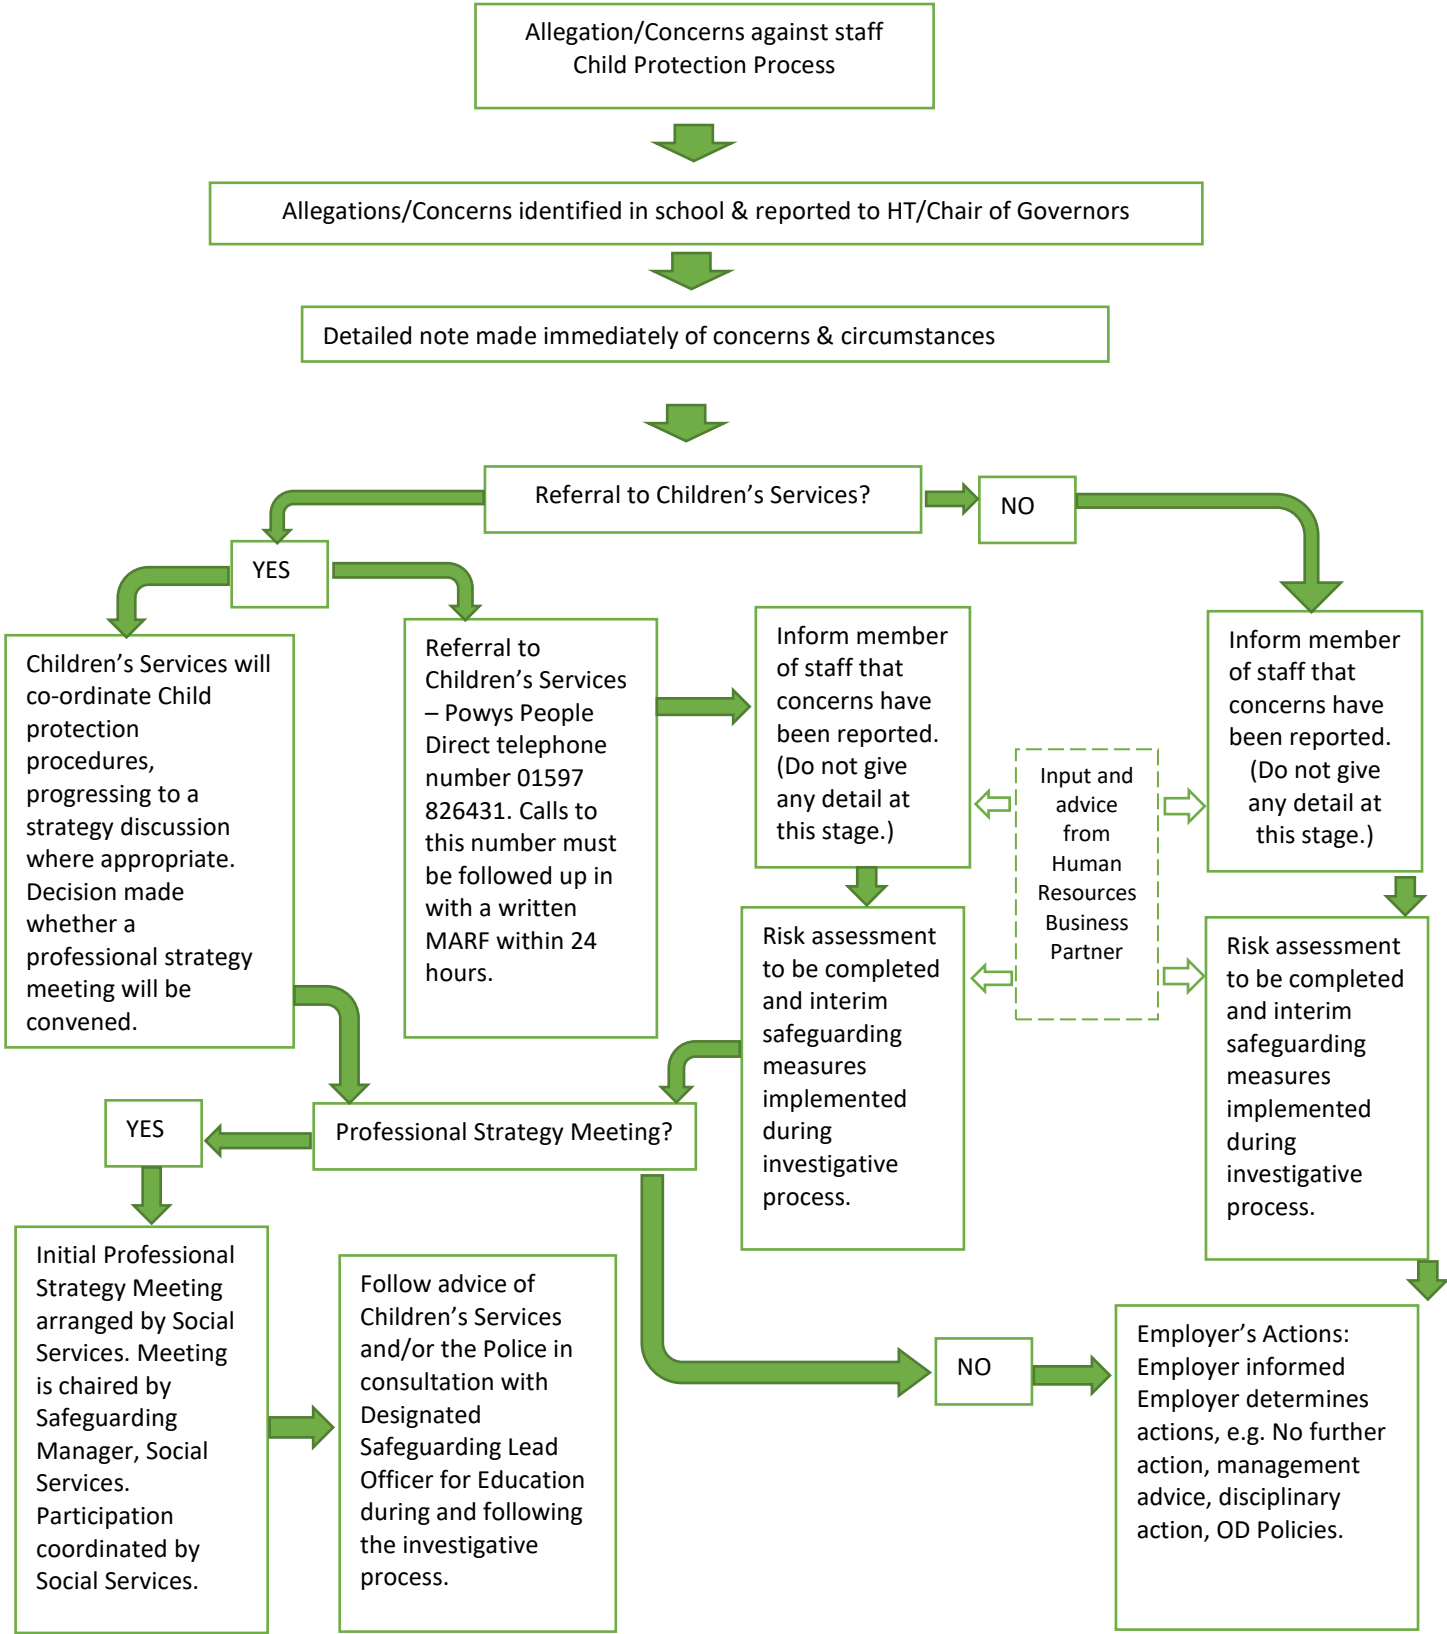 Allegation/Concerns against staff
Child Protection Process
Allegations/Concerns identified in school & reported to HT/Chair of Governors
Detailed note made immediately of concerns & circumstances
Referral to Children’s Services?
NO
YES
Children’s Services will
co-ordinate Child
protection
procedures,
progressing to a
strategy discussion
where appropriate.
Decision made
whether a
professional strategy
meeting will be
convened.
Referral to
Children’s Services
– Powys People
Direct telephone
number 01597
826431. Calls to
this number must
be followed up in
with a written
MARF within 24
hours.
Inform member
of staff that
concerns have
been reported.
(Do not give
any detail at
this stage.)
Input and
advice
from
Human
Resources
Business
Partner
Inform member
of staff that
concerns have
been reported.
(Do not give
any detail at
this stage.)
Risk assessment
to be completed
and interim
safeguarding
measures
implemented
during
investigative
process.
Risk assessment
to be completed
and interim
safeguarding
measures
implemented
during
investigative
process.
Professional Strategy Meeting?
YES
Initial Professional
Strategy Meeting
arranged by Social
Services. Meeting
is chaired by
Safeguarding
Manager, Social
Services.
Participation
coordinated by
Social Services.
Follow advice of
Children’s Services
and/or the Police in
consultation with
Designated
Safeguarding Lead
Officer for Education
during and following
the investigative
process.
NO
Employer’s Actions:
Employer informed
Employer determines
actions, e.g. No further
action, management
advice, disciplinary
action, OD Policies.